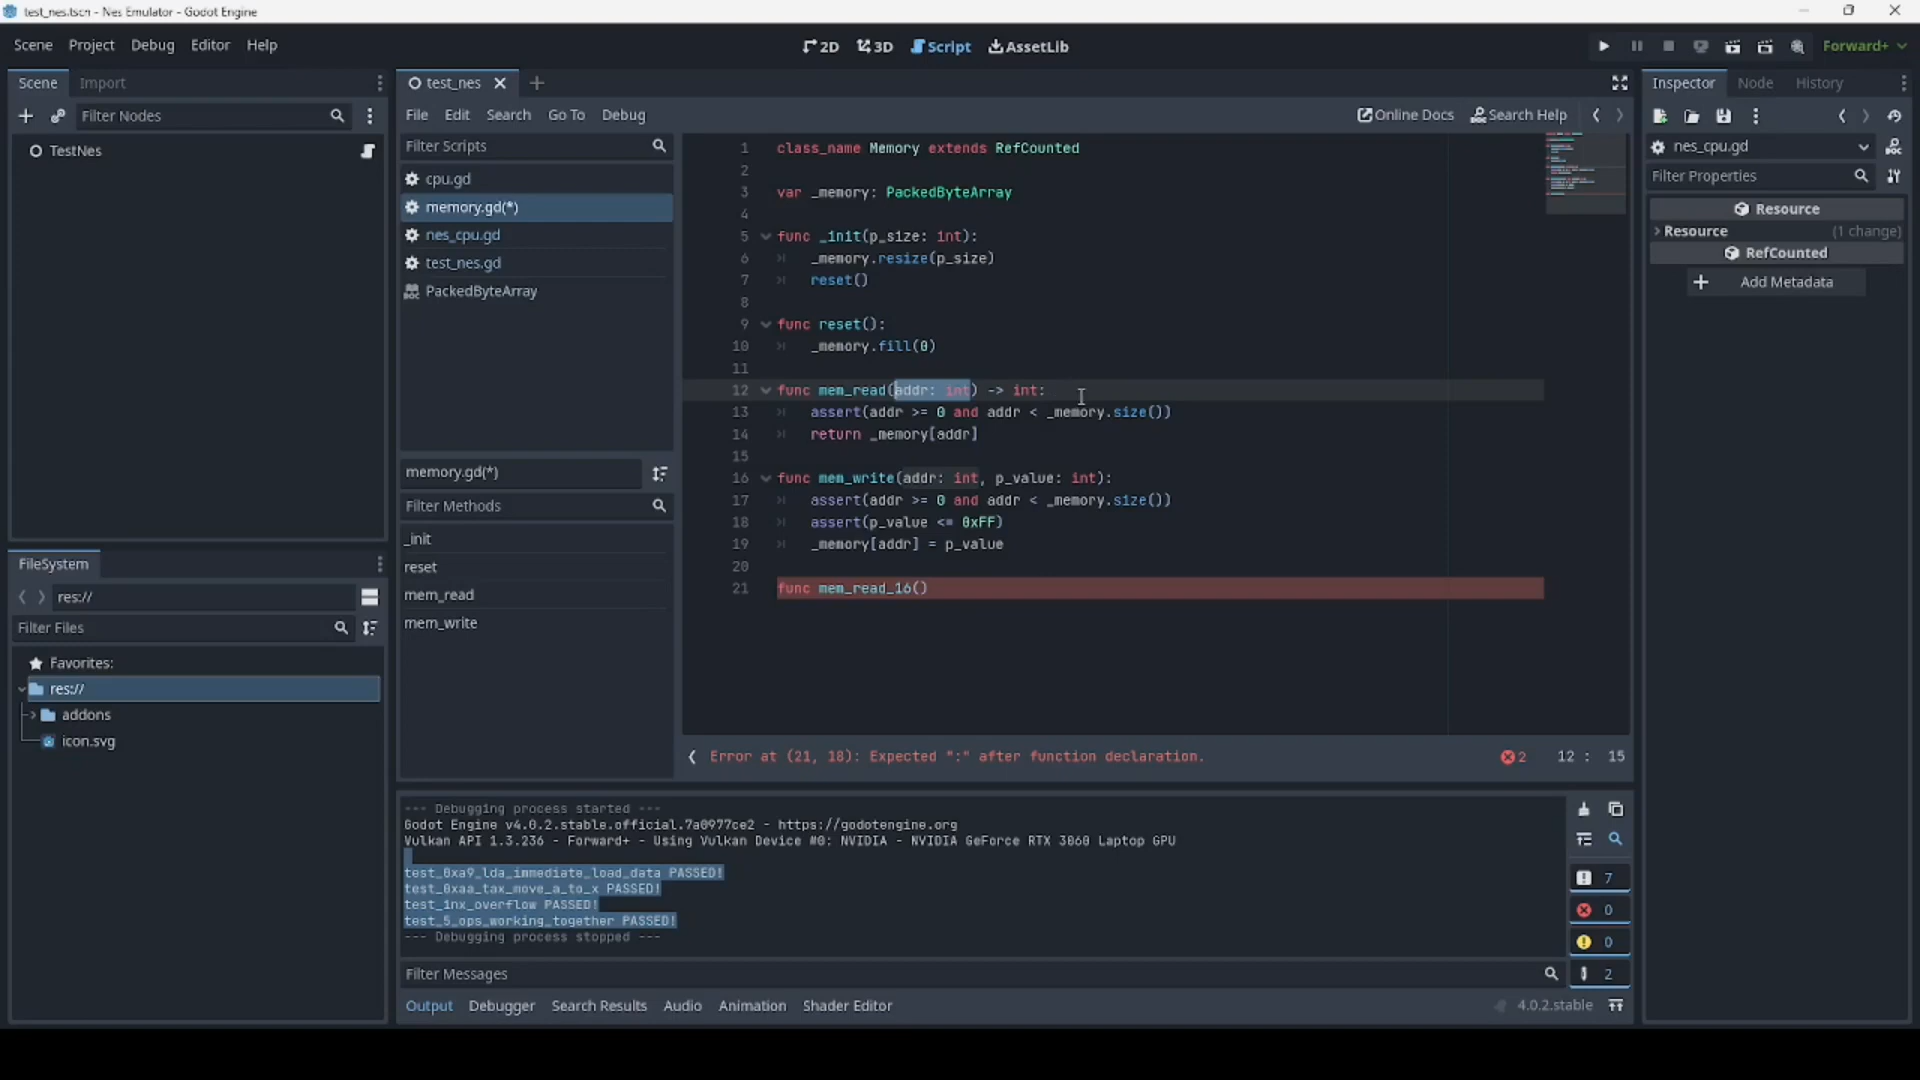 test_nes.tscn - Nes Emulator - Godot Engine
Scene Project Debug Editor Help
2D 3D Script AssetLib
Forward+
Scene Import
test_nes
Inspector Node History
Filter Nodes
File Edit Search Go To Debug
Online Docs Search Help
TestNes
Filter Scripts
cpu.gd
memory.gd(*)
nes_cpu.gd
test_nes.gd
PackedByteArray
memory.gd(*)
Filter Methods
_init
reset
mem_read
mem_write
1 class_name Memory extends RefCounted
2
3 var _memory: PackedByteArray
4
5 func _init(p_size: int):
6 _memory.resize(p_size)
7 reset()
8
9 func reset():
10 _memory.fill(0)
11
12 func mem_read(addr: int) -> int:
13 assert(addr >= 0 and addr < _memory.size())
14 return _memory[addr]
15
16 func mem_write(addr: int, p_value: int):
17 assert(addr >= 0 and addr < _memory.size())
18 assert(p_value <= 0xFF)
19 _memory[addr] = p_value
20
21 func mem_read_16()
Error at (21, 18): Expected ":" after function declaration.
2 12 : 15
nes_cpu.gd
Filter Properties
Resource
Resource (1 change)
RefCounted
Add Metadata
FileSystem
res://
Filter Files
Favorites:
res://
addons
icon.svg
--- Debugging process started ---
Godot Engine v4.0.2.stable.official.7a0977ce2 - https://godotengine.org
Vulkan API 1.3.236 - Forward+ - Using Vulkan Device #0: NVIDIA - NVIDIA GeForce RTX 3060 Laptop GPU
test_0xa9_lda_immediate_load_data PASSED!
test_0xaa_tax_move_a_to_x PASSED!
test_inx_overflow PASSED!
test_5_ops_working_together PASSED!
--- Debugging process stopped ---
7
0
0
2
Filter Messages
Output Debugger Search Results Audio Animation Shader Editor
4.0.2.stable